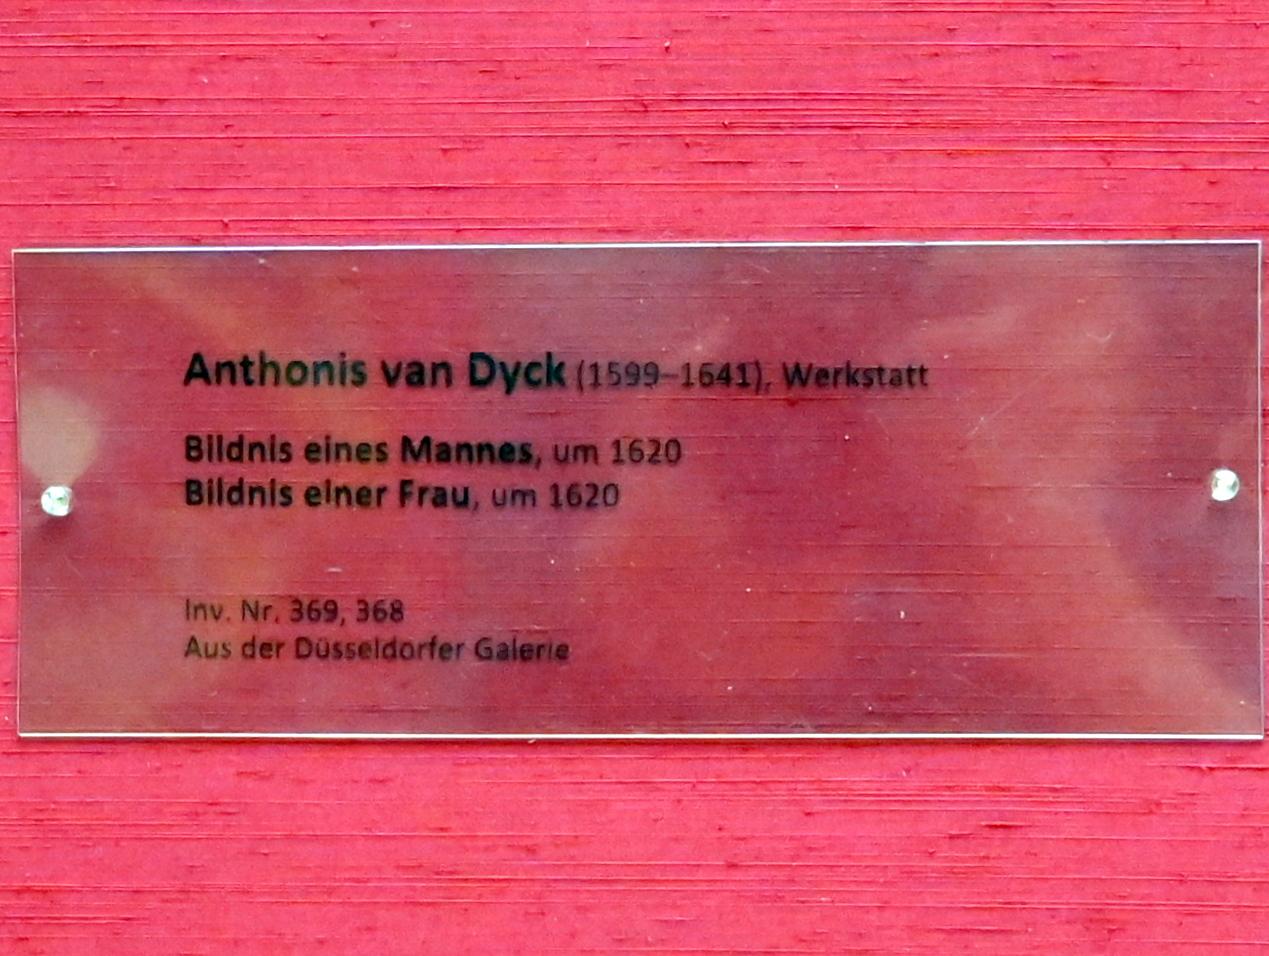 Anthonis van Dyck (1599–1641), Werkstatt
Bildnis eines Mannes, um 1620
Bildnis einer Frau, um 1620
Inv. Nr. 369, 368
Aus der Düsseldorfer Galerie